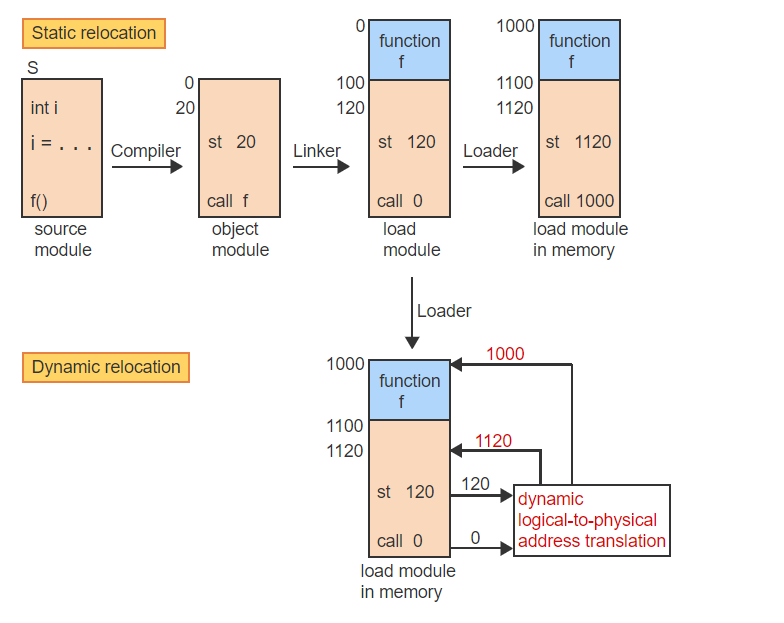 Static relocation
S
int i
i = . . .
f()
source
module
Compiler
0
20
st 20
call f
object
module
Linker
0
100
120
function
f
st 120
call 0
load
module
Loader
1000
1100
1120
function
f
st 1120
call 1000
load module
in memory
Loader
Dynamic relocation
1000
1100
1120
function
f
st 120
call 0
load module
in memory
1000
1120
120
0
dynamic
logical-to-physical
address translation